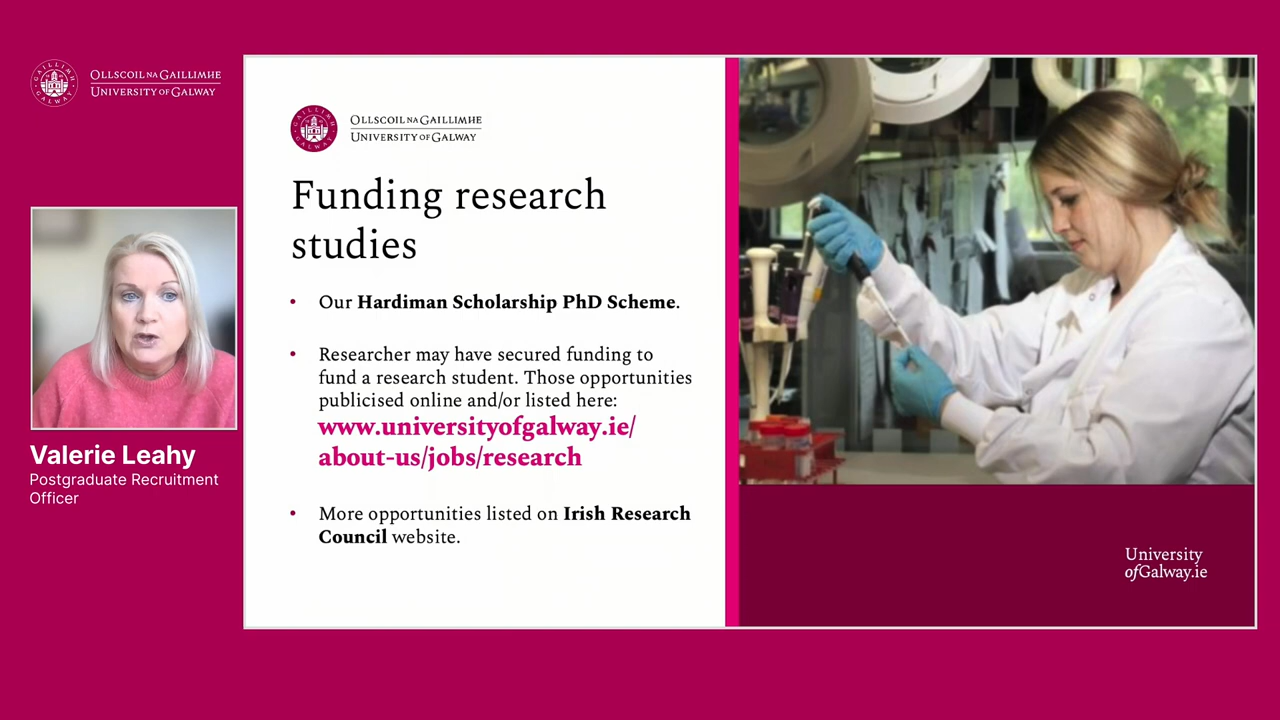 OLLSCOIL NA GAILLIMHE
UNIVERSITY OF GALWAY
Valerie Leahy
Postgraduate Recruitment
Officer
OLLSCOIL NA GAILLIMHE
UNIVERSITY OF GALWAY
Funding research
studies
• Our Hardiman Scholarship PhD Scheme.
• Researcher may have secured funding to
fund a research student. Those opportunities
publicised online and/or listed here:
www.universityofgalway.ie/
about-us/jobs/research
• More opportunities listed on Irish Research
Council website.
University
ofGalway.ie